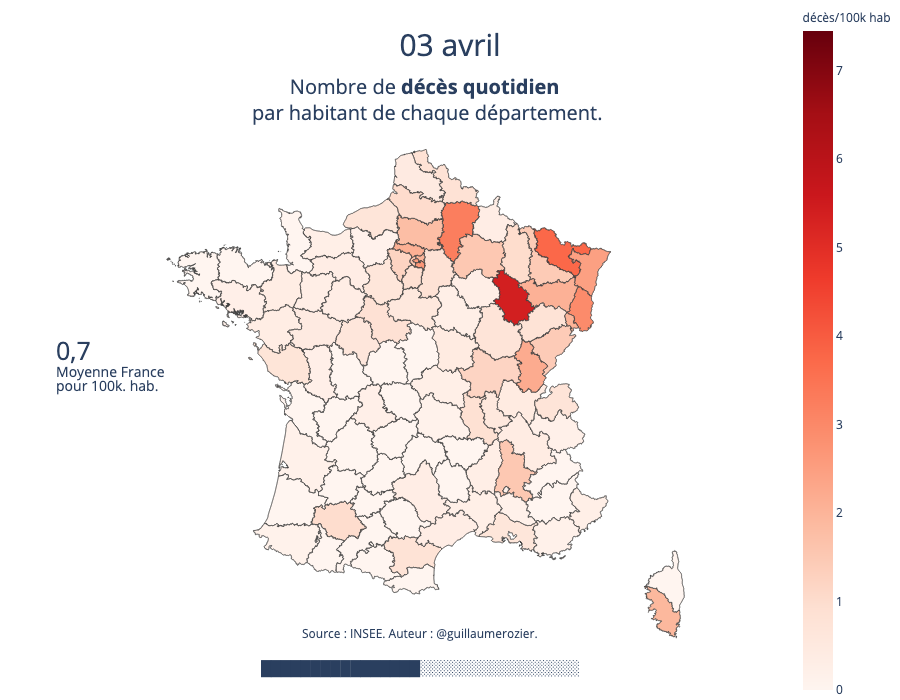 décès/100k hab
03 avril
Nombre de décès quotidien
par habitant de chaque département.
7
6
5
4
3
2
1
0
0,7
Moyenne France
pour 100k. hab.
Source : INSEE. Auteur : @guillaumerozier.